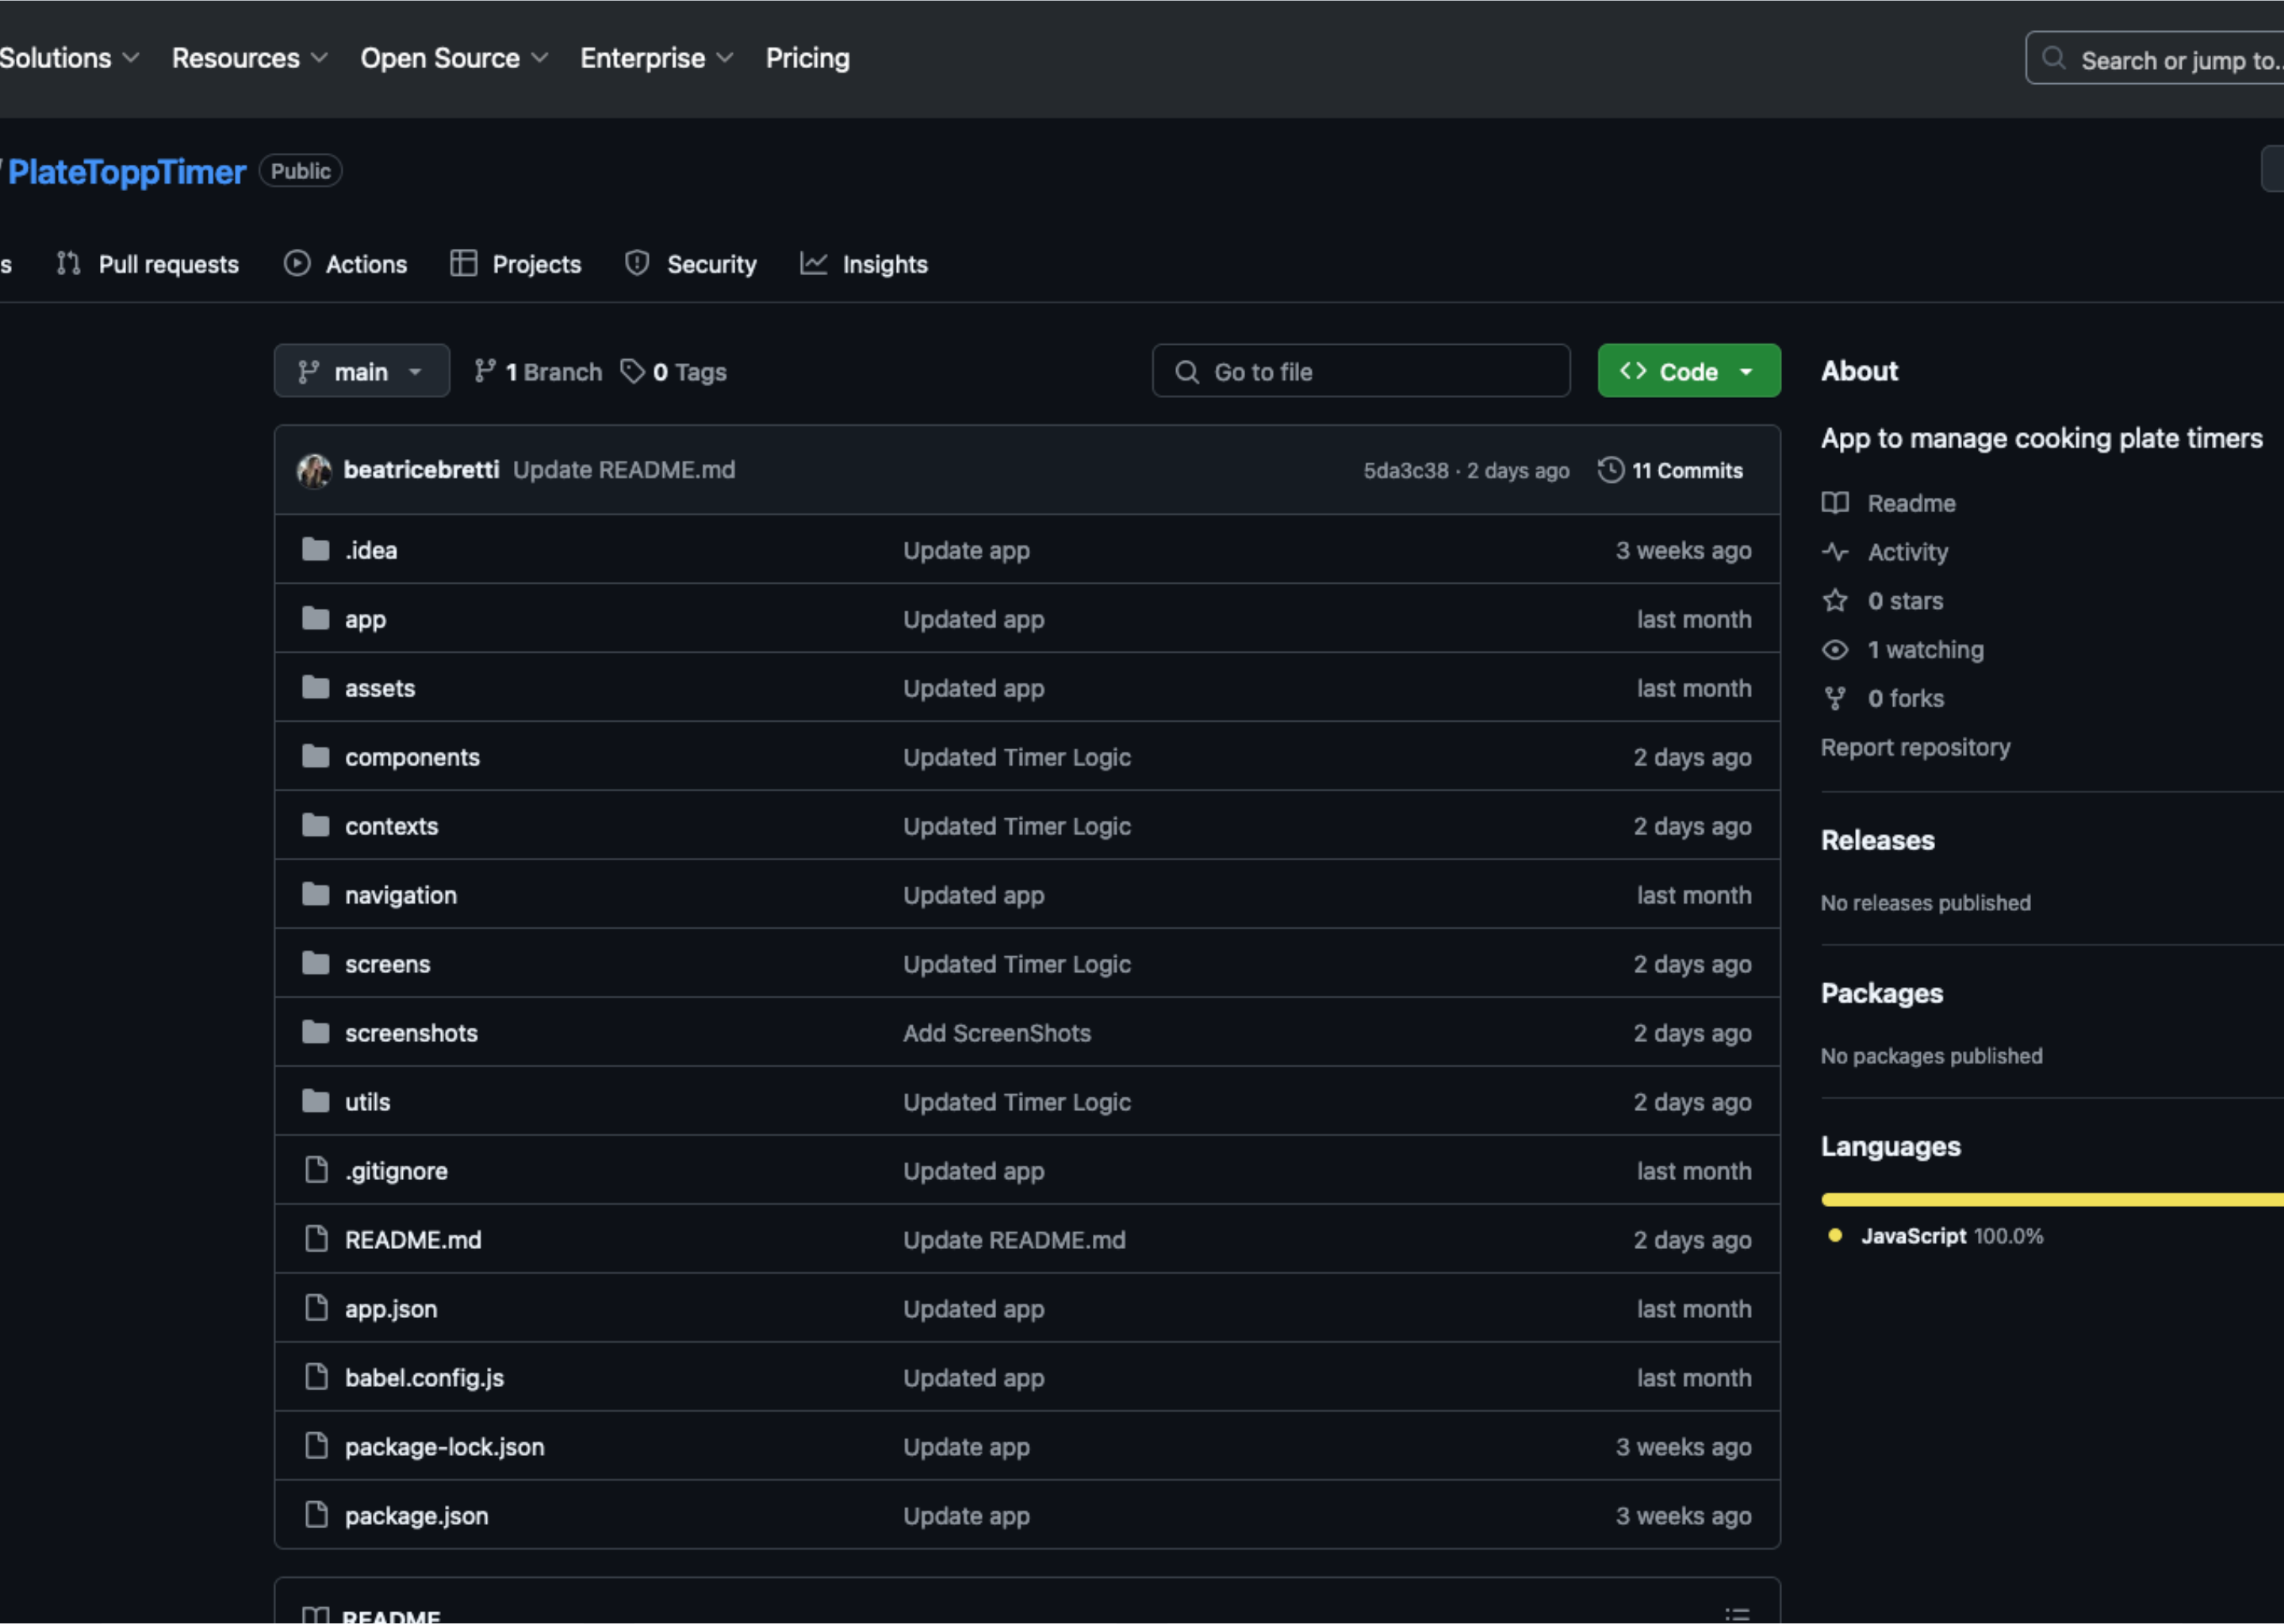 Solutions Resources Open Source Enterprise Pricing Search or jump to..
/ PlateToppTimer Public
s Pull requests Actions Projects Security Insights
main 1 Branch 0 Tags Go to file Code
beatricebretti Update README.md 5da3c38 · 2 days ago 11 Commits
.idea Update app 3 weeks ago
app Updated app last month
assets Updated app last month
components Updated Timer Logic 2 days ago
contexts Updated Timer Logic 2 days ago
navigation Updated app last month
screens Updated Timer Logic 2 days ago
screenshots Add ScreenShots 2 days ago
utils Updated Timer Logic 2 days ago
.gitignore Updated app last month
README.md Update README.md 2 days ago
app.json Updated app last month
babel.config.js Updated app last month
package-lock.json Update app 3 weeks ago
package.json Update app 3 weeks ago
README
About
App to manage cooking plate timers
Readme
Activity
0 stars
1 watching
0 forks
Report repository
Releases
No releases published
Packages
No packages published
Languages
JavaScript 100.0%